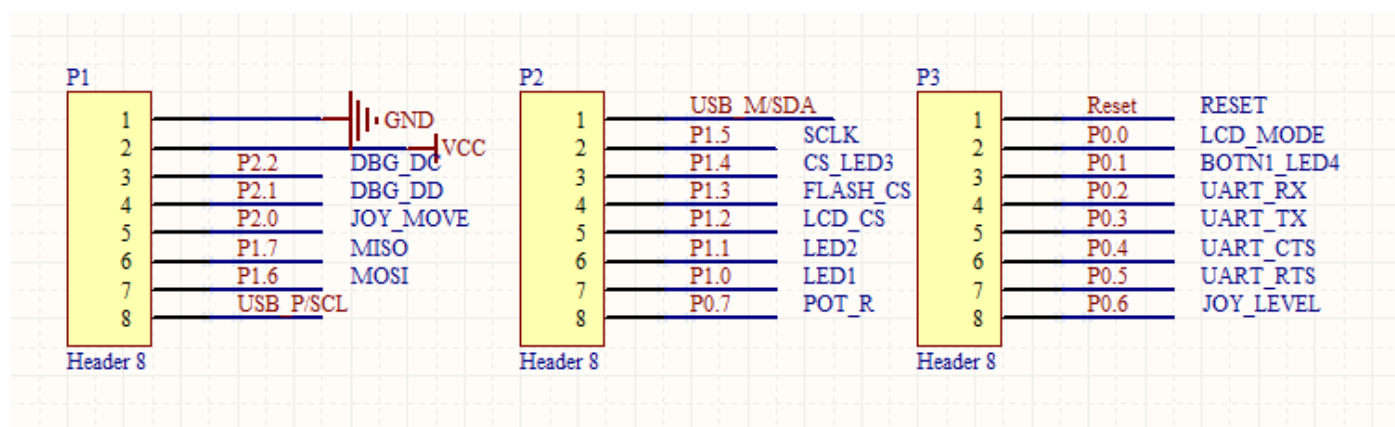 P1
1 GND
2 VCC
3 P2.2 DBG_DC
4 P2.1 DBG_DD
5 P2.0 JOY_MOVE
6 P1.7 MISO
7 P1.6 MOSI
8 USB_P/SCL
Header 8
P2
1 USB_M/SDA
2 P1.5 SCLK
3 P1.4 CS_LED3
4 P1.3 FLASH_CS
5 P1.2 LCD_CS
6 P1.1 LED2
7 P1.0 LED1
8 P0.7 POT_R
Header 8
P3
1 Reset RESET
2 P0.0 LCD_MODE
3 P0.1 BOTN1_LED4
4 P0.2 UART_RX
5 P0.3 UART_TX
6 P0.4 UART_CTS
7 P0.5 UART_RTS
8 P0.6 JOY_LEVEL
Header 8